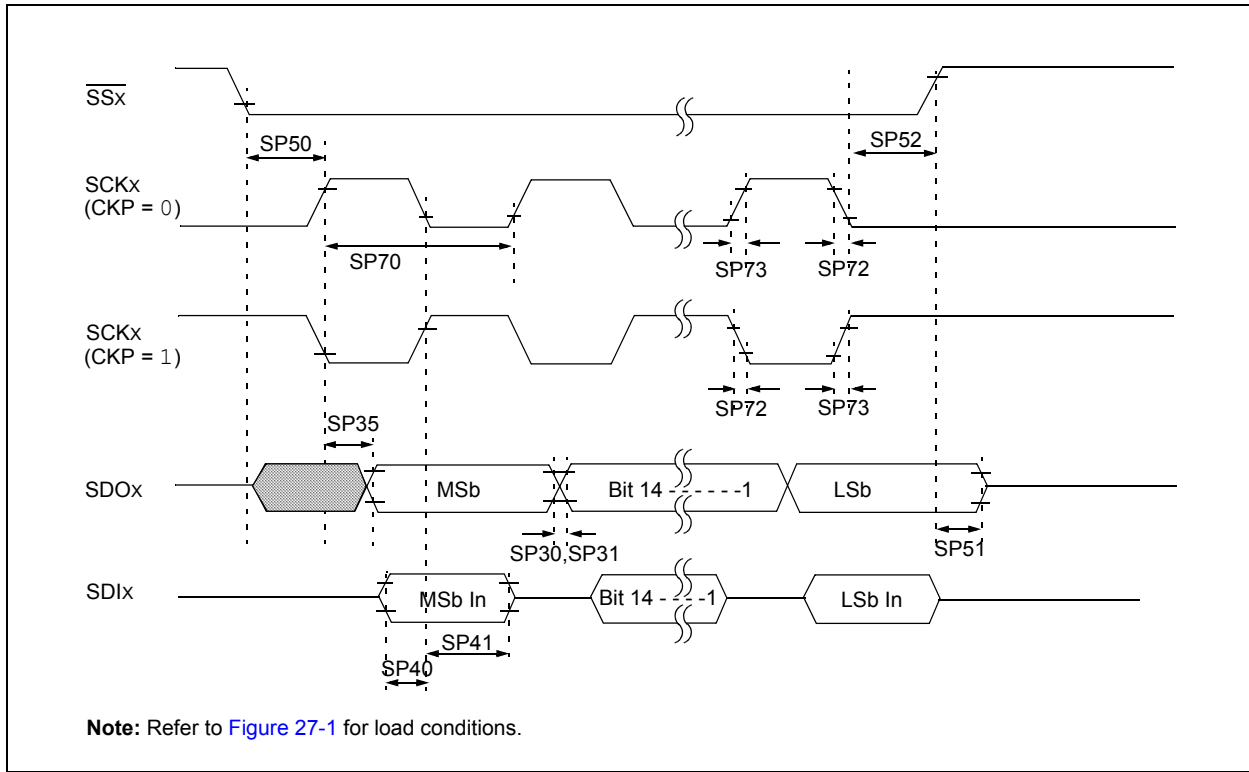 SSx
SP50
SP52
SCKx
(CKP = 0)
SP70
SP73
SP72
SCKx
(CKP = 1)
SP72
SP73
SP35
SDOx
MSb
Bit 14 - - - - - -1
LSb
SP30,SP31
SP51
SDIx
MSb In
Bit 14 - - - -1
LSb In
SP41
SP40
Note: Refer to Figure 27-1 for load conditions.